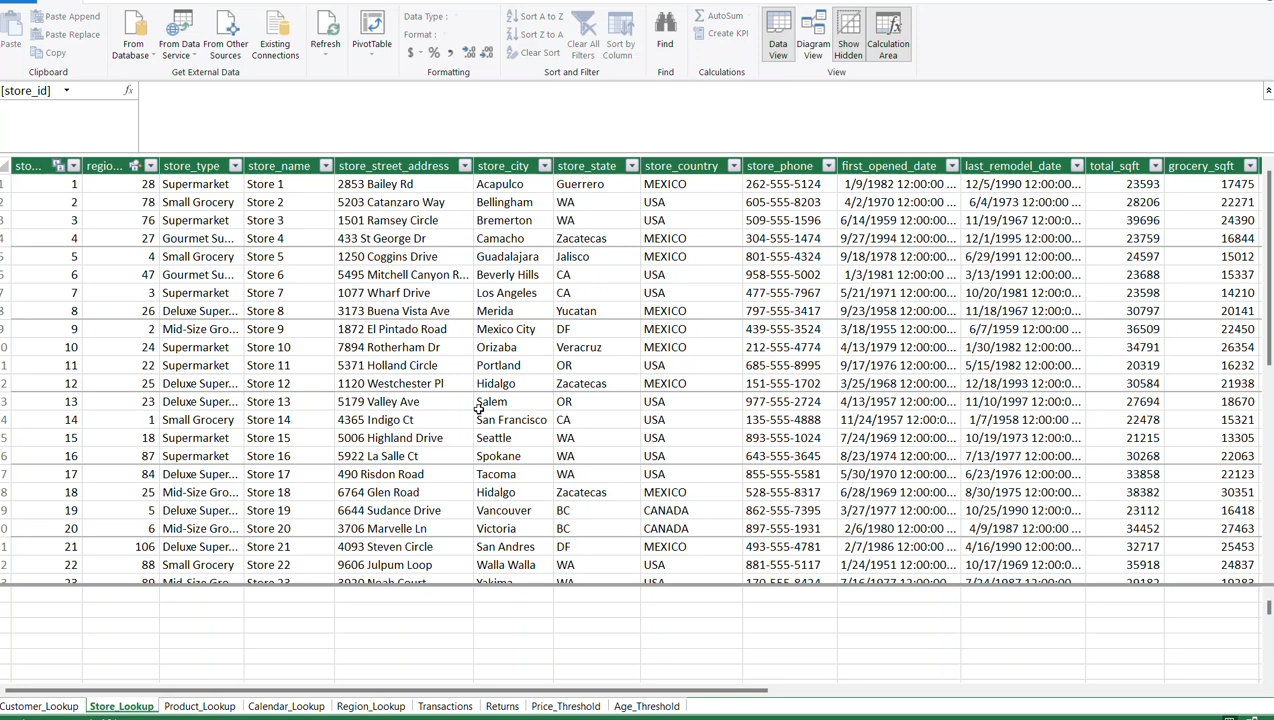 Paste Append
Paste Replace
Copy
Paste
From Database
From Data Service
From Other Sources
Existing Connections
Refresh
PivotTable
Data Type :
Format :
$ % ,
Sort A to Z
Sort Z to A
Clear Sort
Clear All Filters
Sort by Column
Find
AutoSum
Create KPI
Data View
Diagram View
Show Hidden
Calculation Area
Clipboard Get External Data Formatting Sort and Filter Find Calculations View
[store_id] fx
sto... regio... store_type store_name store_street_address store_city store_state store_country store_phone first_opened_date last_remodel_date total_sqft grocery_sqft
1 28 Supermarket Store 1 2853 Bailey Rd Acapulco Guerrero MEXICO 262-555-5124 1/9/1982 12:00:00 ... 12/5/1990 12:00:00... 23593 17475
2 78 Small Grocery Store 2 5203 Catanzaro Way Bellingham WA USA 605-555-8203 4/2/1970 12:00:00 ... 6/4/1973 12:00:00... 28206 22271
3 76 Supermarket Store 3 1501 Ramsey Circle Bremerton WA USA 509-555-1596 6/14/1959 12:00:00... 11/19/1967 12:00:0... 39696 24390
4 27 Gourmet Su... Store 4 433 St George Dr Camacho Zacatecas MEXICO 304-555-1474 9/27/1994 12:00:00... 12/1/1995 12:00:00... 23759 16844
5 4 Small Grocery Store 5 1250 Coggins Drive Guadalajara Jalisco MEXICO 801-555-4324 9/18/1978 12:00:00... 6/29/1991 12:00:0... 24597 15012
6 47 Gourmet Su... Store 6 5495 Mitchell Canyon R... Beverly Hills CA USA 958-555-5002 1/3/1981 12:00:00 ... 3/13/1991 12:00:0... 23688 15337
7 3 Supermarket Store 7 1077 Wharf Drive Los Angeles CA USA 477-555-7967 5/21/1971 12:00:00... 10/20/1981 12:00:0... 23598 14210
8 26 Deluxe Super... Store 8 3173 Buena Vista Ave Merida Yucatan MEXICO 797-555-3417 9/23/1958 12:00:00... 11/18/1967 12:00:0... 30797 20141
9 2 Mid-Size Gro... Store 9 1872 El Pintado Road Mexico City DF MEXICO 439-555-3524 3/18/1955 12:00:00... 6/7/1959 12:00:00... 36509 22450
10 24 Supermarket Store 10 7894 Rotherham Dr Orizaba Veracruz MEXICO 212-555-4774 4/13/1979 12:00:00... 1/30/1982 12:00:0... 34791 26354
11 22 Supermarket Store 11 5371 Holland Circle Portland OR USA 685-555-8995 9/17/1976 12:00:00... 5/15/1982 12:00:0... 20319 16232
12 25 Deluxe Super... Store 12 1120 Westchester Pl Hidalgo Zacatecas MEXICO 151-555-1702 3/25/1968 12:00:00... 12/18/1993 12:00:0... 30584 21938
13 23 Deluxe Super... Store 13 5179 Valley Ave Salem OR USA 977-555-2724 4/13/1957 12:00:00... 11/10/1997 12:00:0... 27694 18670
14 1 Small Grocery Store 14 4365 Indigo Ct San Francisco CA USA 135-555-4888 11/24/1957 12:00:0... 1/7/1958 12:00:00... 22478 15321
15 18 Supermarket Store 15 5006 Highland Drive Seattle WA USA 893-555-1024 7/24/1969 12:00:00... 10/19/1973 12:00:0... 21215 13305
16 87 Supermarket Store 16 5922 La Salle Ct Spokane WA USA 643-555-3645 8/23/1974 12:00:00... 7/13/1977 12:00:0... 30268 22063
17 84 Deluxe Super... Store 17 490 Risdon Road Tacoma WA USA 855-555-5581 5/30/1970 12:00:00... 6/23/1976 12:00:0... 33858 22123
18 25 Mid-Size Gro... Store 18 6764 Glen Road Hidalgo Zacatecas MEXICO 528-555-8317 6/28/1969 12:00:00... 8/30/1975 12:00:0... 38382 30351
19 5 Deluxe Super... Store 19 6644 Sudance Drive Vancouver BC CANADA 862-555-7395 3/27/1977 12:00:00... 10/25/1990 12:00:0... 23112 16418
20 6 Mid-Size Gro... Store 20 3706 Marvelle Ln Victoria BC CANADA 897-555-1931 2/6/1980 12:00:00 ... 4/9/1987 12:00:00... 34452 27463
21 106 Deluxe Super... Store 21 4093 Steven Circle San Andres DF MEXICO 493-555-4781 2/7/1986 12:00:00 ... 4/16/1990 12:00:0... 32717 25453
22 88 Small Grocery Store 22 9606 Julpum Loop Walla Walla WA USA 881-555-5117 1/24/1951 12:00:00... 10/17/1969 12:00:0... 35918 24837
23 89 Mid-Size Gro... Store 23 3920 Noah Court Yakima WA USA 170-555-8424 7/16/1977 12:00:00... 7/24/1987 12:00:0... 29182 19283
Customer_Lookup Store_Lookup Product_Lookup Calendar_Lookup Region_Lookup Transactions Returns Price_Threshold Age_Threshold